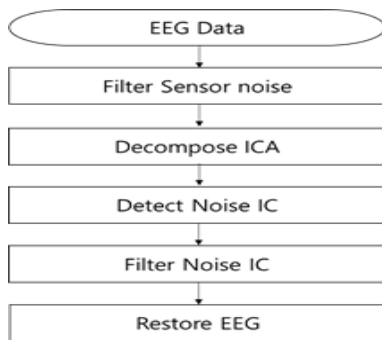 EEG Data
Filter Sensor noise
Decompose ICA
Detect Noise IC
Filter Noise IC
Restore EEG